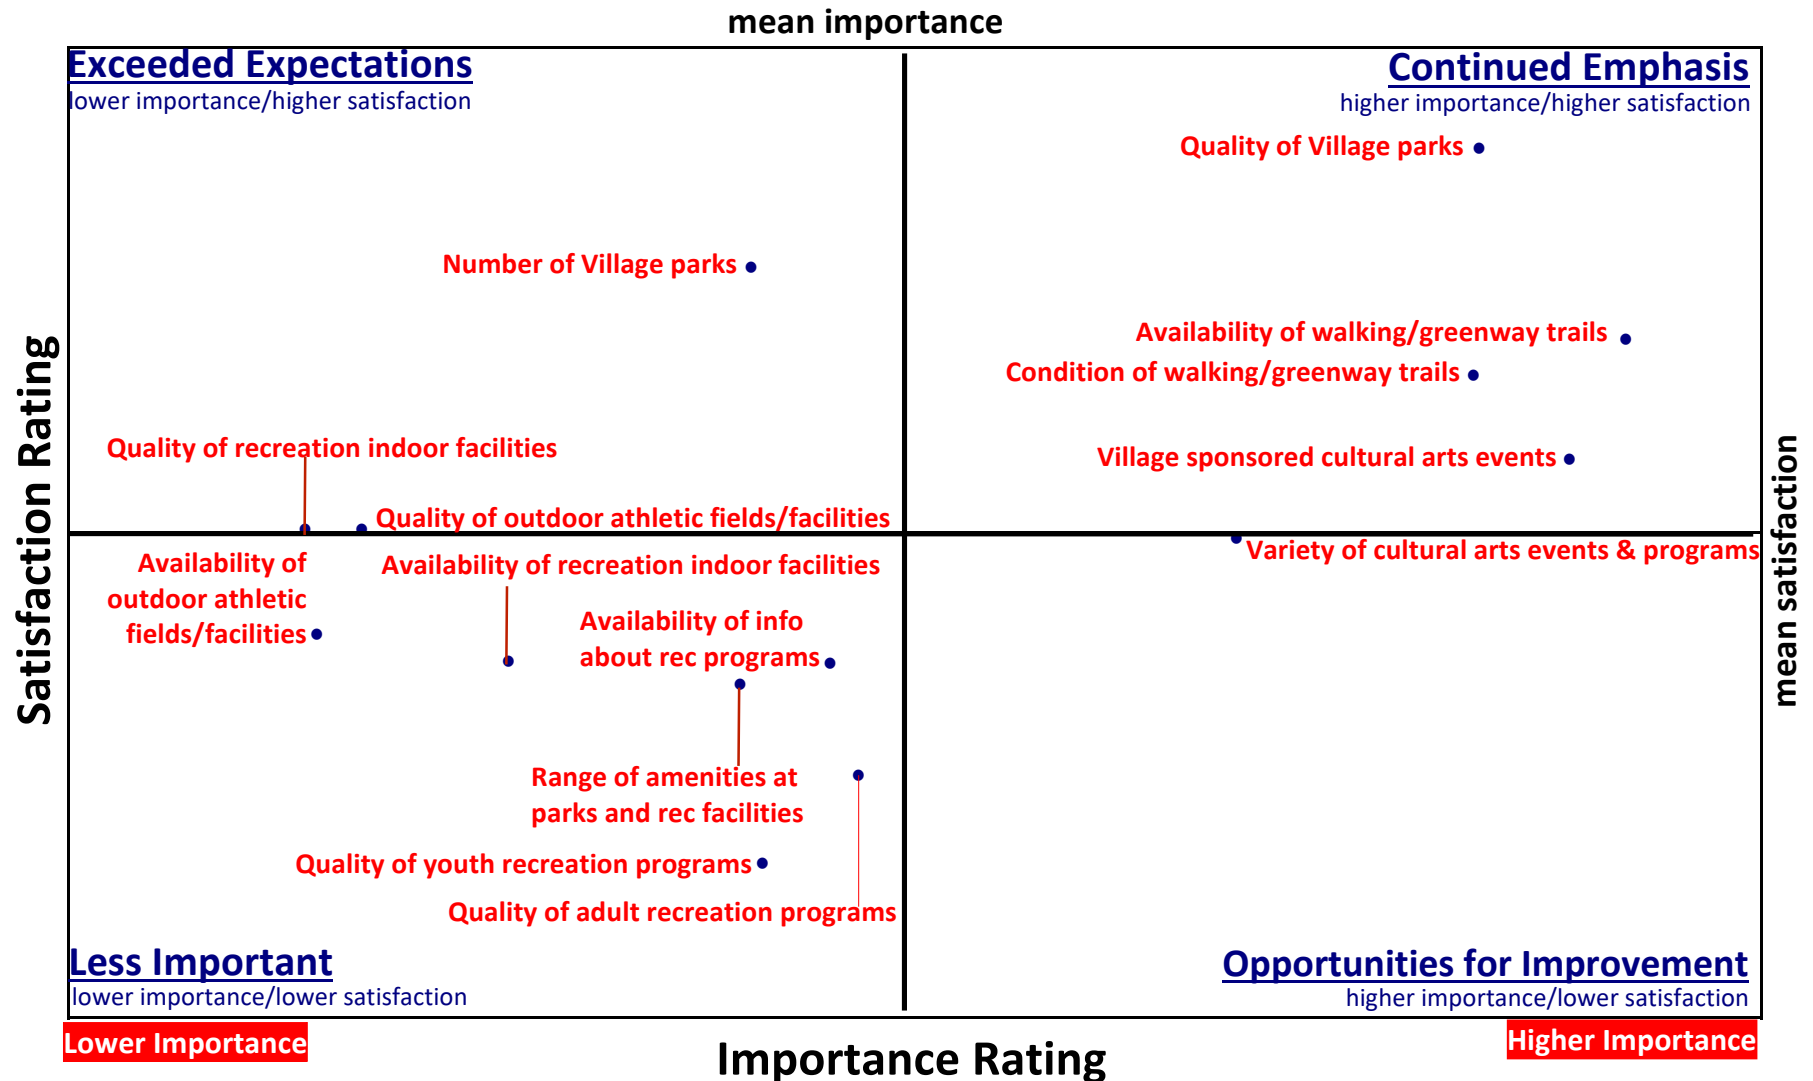 mean importance
Exceeded Expectations
lower importance/higher satisfaction
Continued Emphasis
higher importance/higher satisfaction
Quality of Village parks
Number of Village parks
Availability of walking/greenway trails
Condition of walking/greenway trails
Quality of recreation indoor facilities
Village sponsored cultural arts events
Quality of outdoor athletic fields/facilities
Satisfaction Rating
mean satisfaction
Variety of cultural arts events & programs
Availability of
outdoor athletic
fields/facilities
Availability of recreation indoor facilities
Availability of info
about rec programs
Range of amenities at
parks and rec facilities
Quality of youth recreation programs
Quality of adult recreation programs
Less Important
lower importance/lower satisfaction
Opportunities for Improvement
higher importance/lower satisfaction
Lower Importance
Importance Rating
Higher Importance